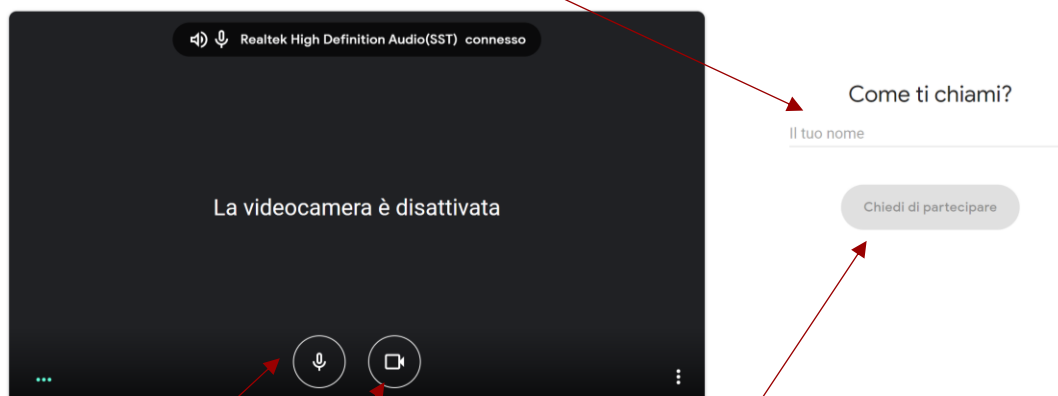 Realtek High Definition Audio(SST) connesso
La videocamera è disattivata
Come ti chiami?
Il tuo nome
Chiedi di partecipare